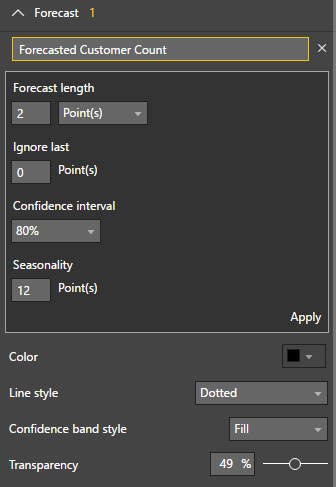 Forecast 1
Forecasted Customer Count
Forecast length
2 Point(s)
Ignore last
0 Point(s)
Confidence interval
80%
Seasonality
12 Point(s)
Apply
Color
Line style Dotted
Confidence band style Fill
Transparency 49 %